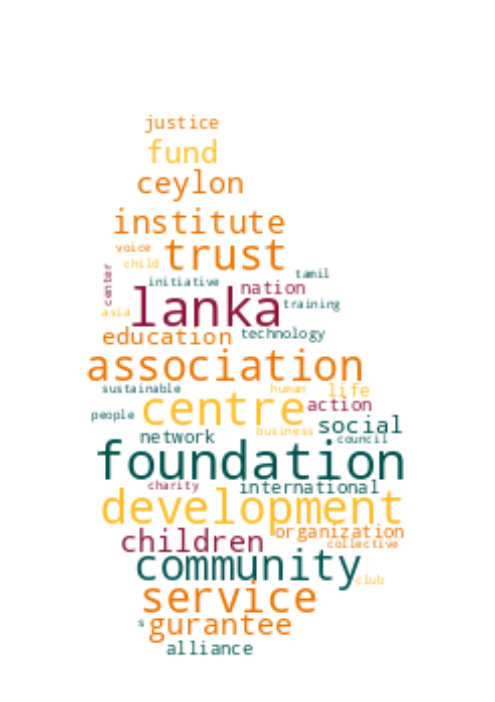 justice
fund
ceylon
institute
voice trust
child
center initiative tamil
nation
asia lanka training
education technology
association
sustainable human life
people centre action
business social
network council
foundation
charity international
development
organization
children collective
community club
service
s gurantee
alliance